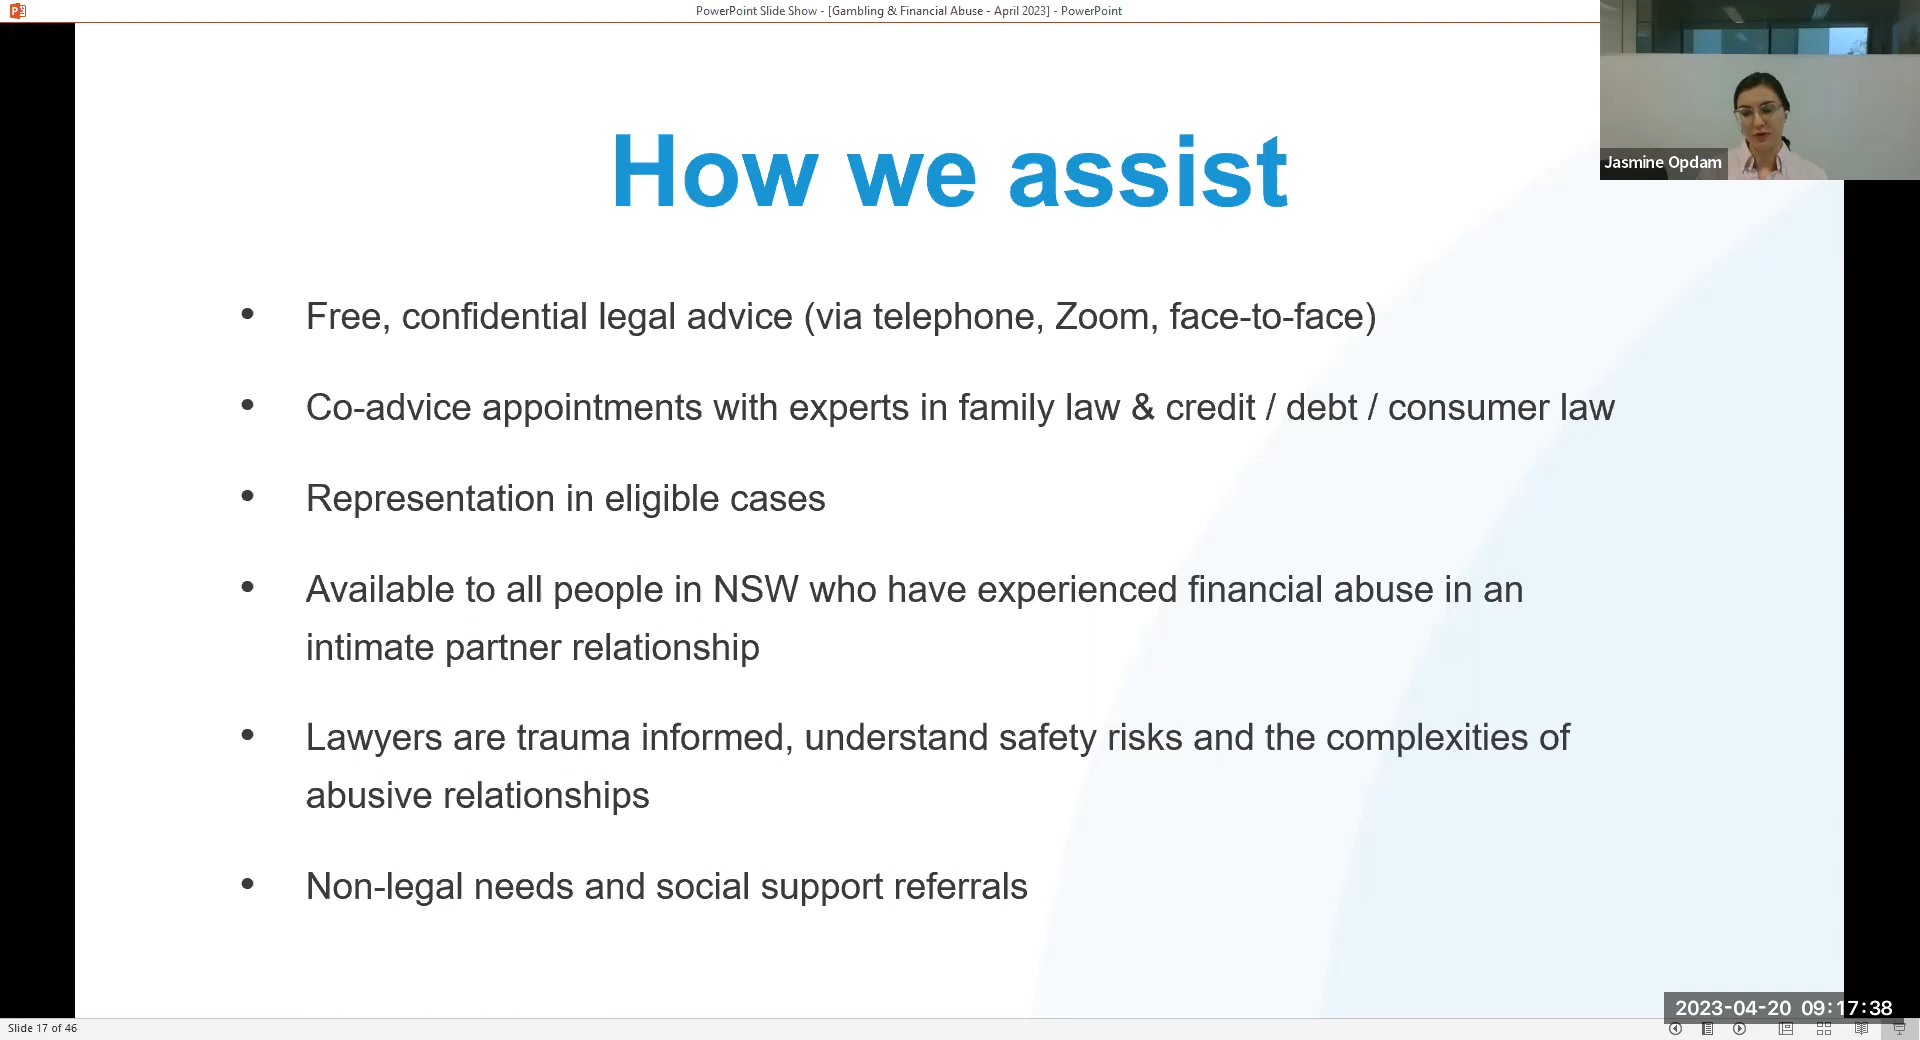 PowerPoint Slide Show - [Gambling & Financial Abuse - April 2023] - PowerPoint
Jasmine Opdam
How we assist
• Free, confidential legal advice (via telephone, Zoom, face-to-face)
• Co-advice appointments with experts in family law & credit / debt / consumer law
• Representation in eligible cases
• Available to all people in NSW who have experienced financial abuse in an
intimate partner relationship
• Lawyers are trauma informed, understand safety risks and the complexities of
abusive relationships
• Non-legal needs and social support referrals
2023-04-20 09:17:38
Slide 17 of 46